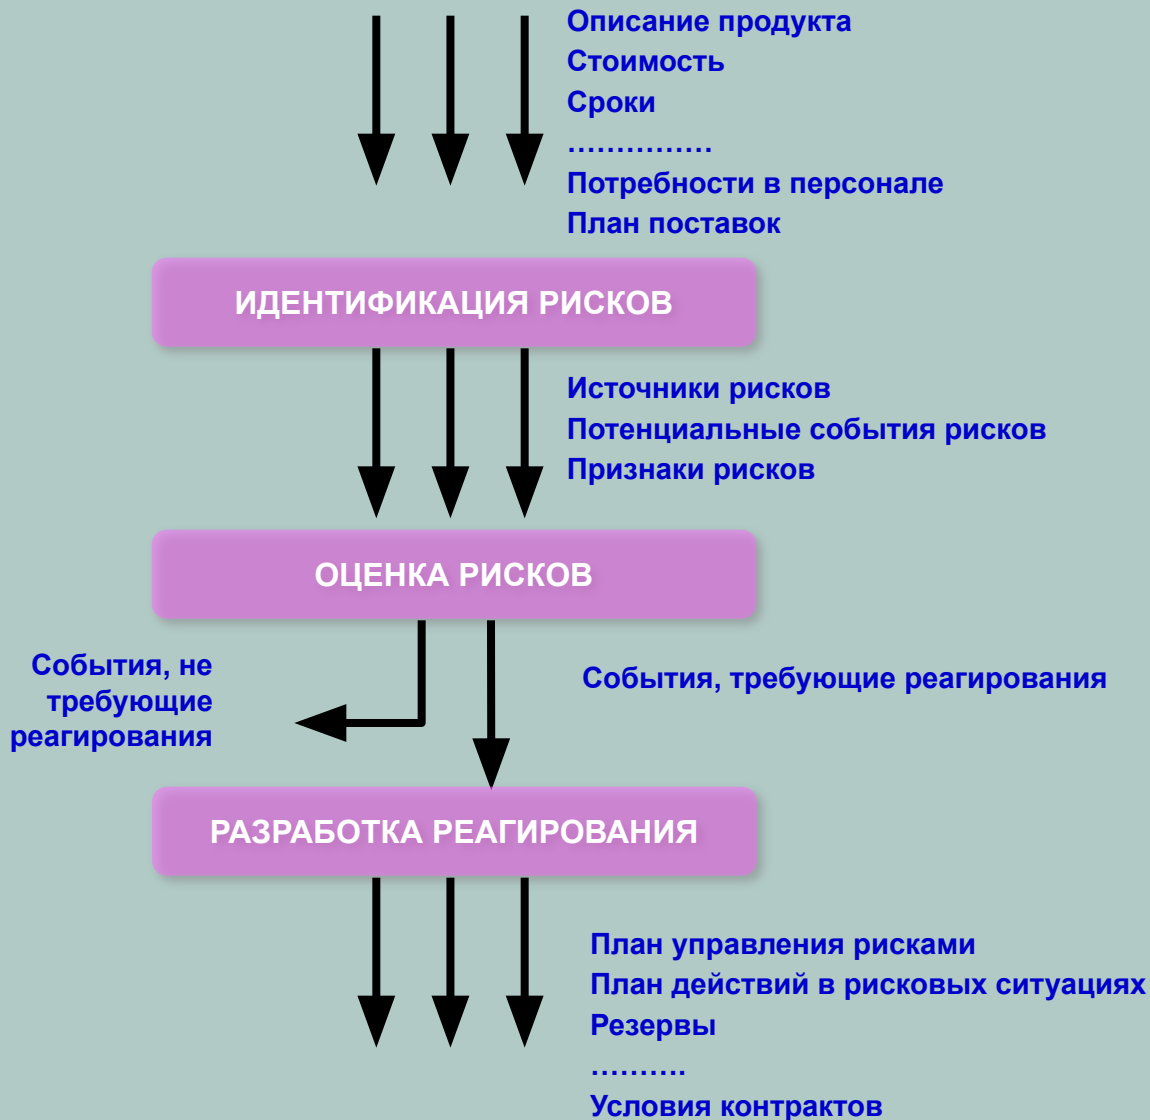 Описание продукта
Стоимость
Сроки
……………
Потребности в персонале
План поставок
ИДЕНТИФИКАЦИЯ РИСКОВ
Источники рисков
Потенциальные события рисков
Признаки рисков
ОЦЕНКА РИСКОВ
События, не
требующие
реагирования
События, требующие реагирования
РАЗРАБОТКА РЕАГИРОВАНИЯ
План управления рисками
План действий в рисковых ситуациях
Резервы
……….
Условия контрактов